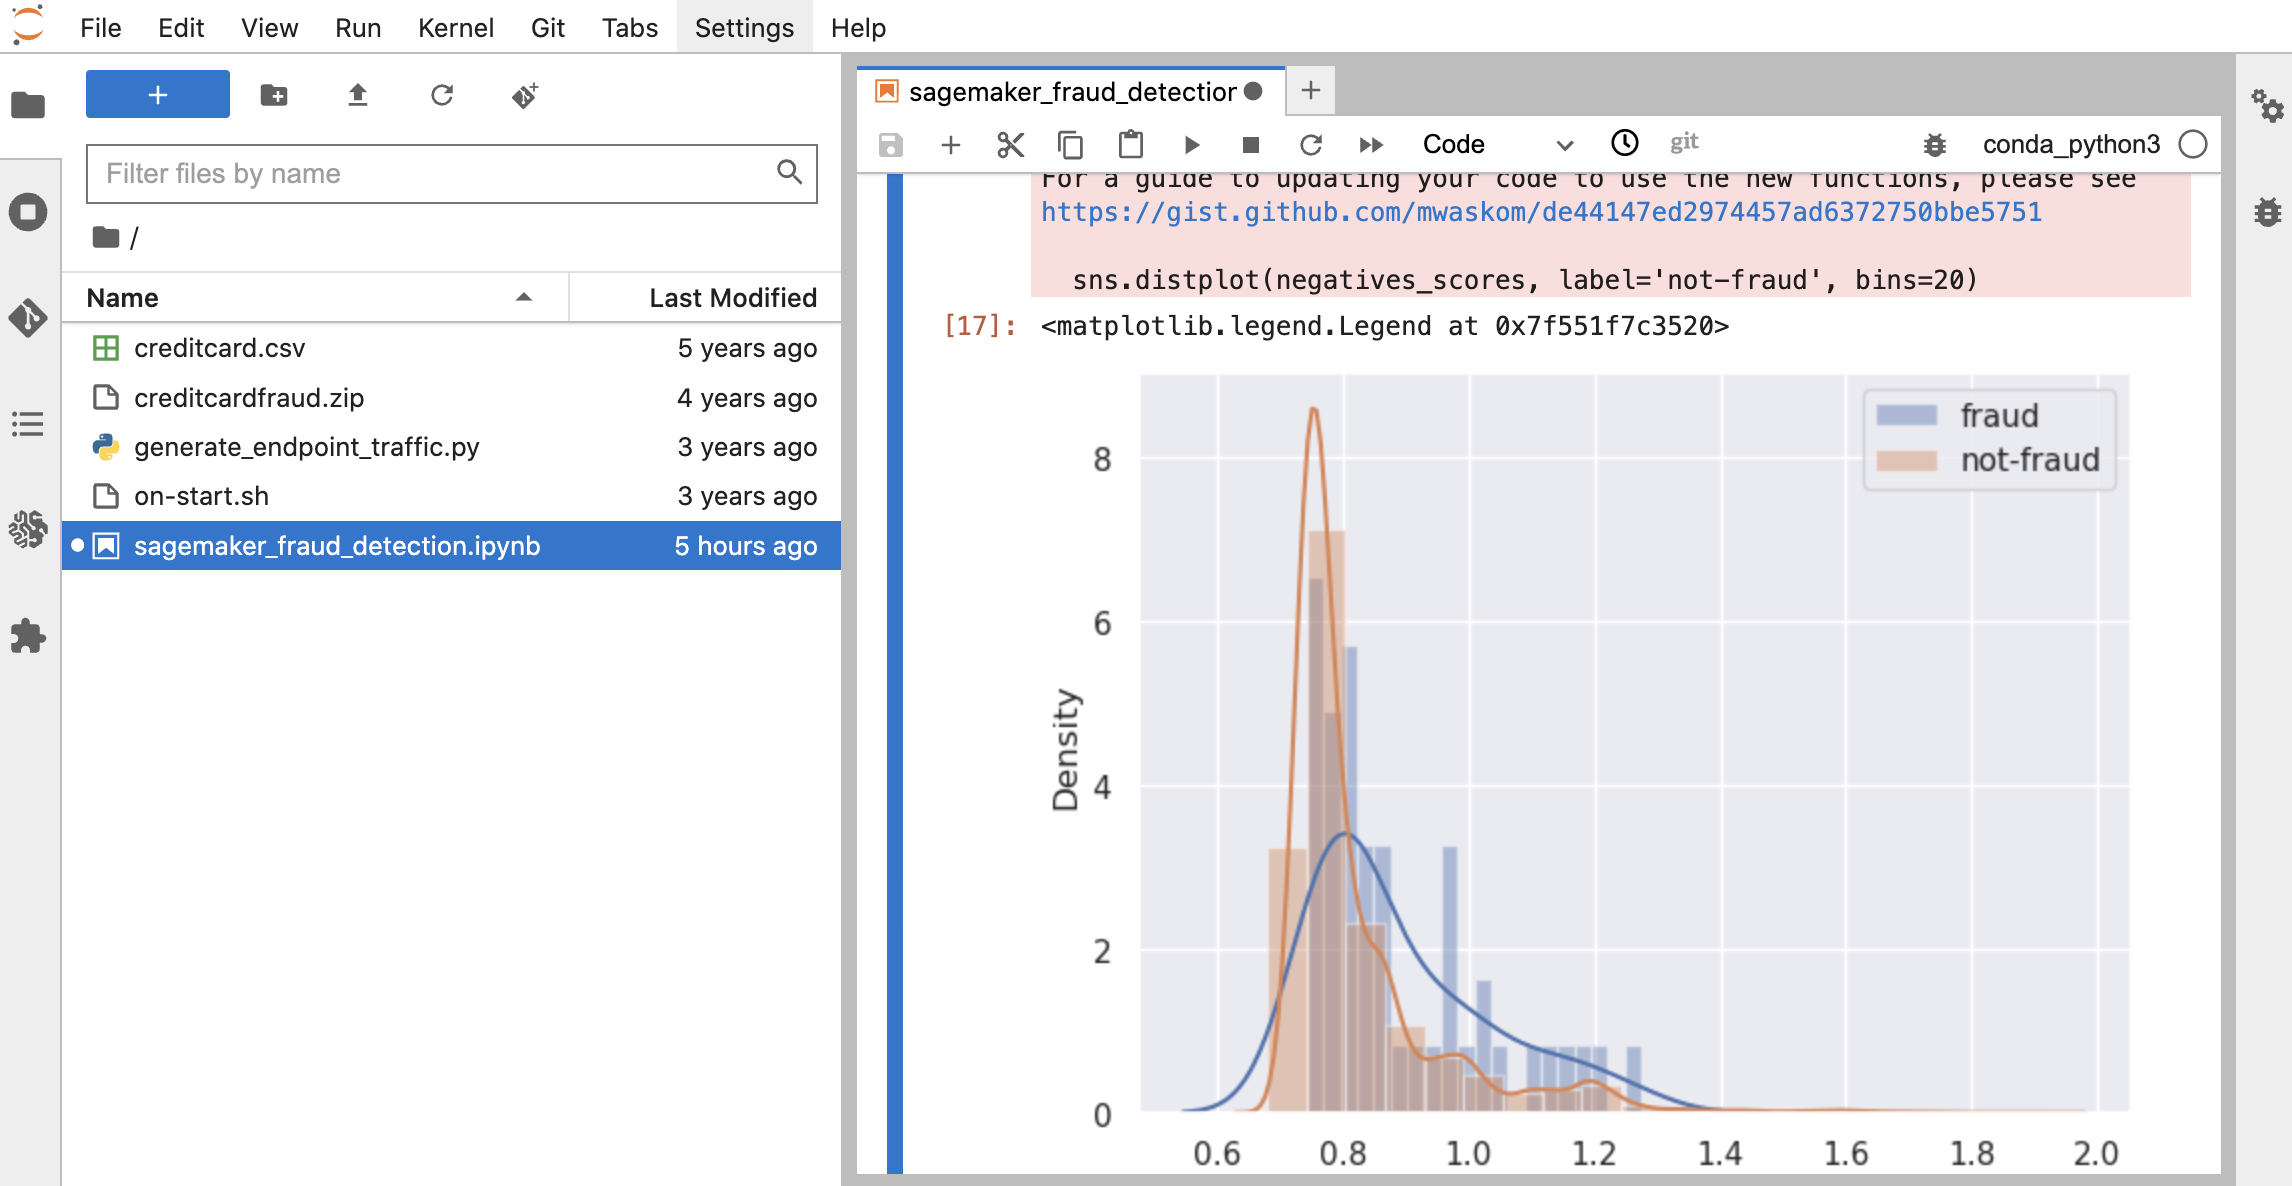 File Edit View Run Kernel Git Tabs Settings Help
Filter files by name
/
Name Last Modified
creditcard.csv 5 years ago
creditcardfraud.zip 4 years ago
generate_endpoint_traffic.py 3 years ago
on-start.sh 3 years ago
sagemaker_fraud_detection.ipynb 5 hours ago
sagemaker_fraud_detection
Code git conda_python3
For a guide to updating your code to use the new functions, please see
https://gist.github.com/mwaskom/de44147ed2974457ad6372750bbe5751
sns.distplot(negatives_scores, label='not-fraud', bins=20)
[17]: <matplotlib.legend.Legend at 0x7f551f7c3520>
fraud
not-fraud
8
6
4
2
0
Density
0.6 0.8 1.0 1.2 1.4 1.6 1.8 2.0